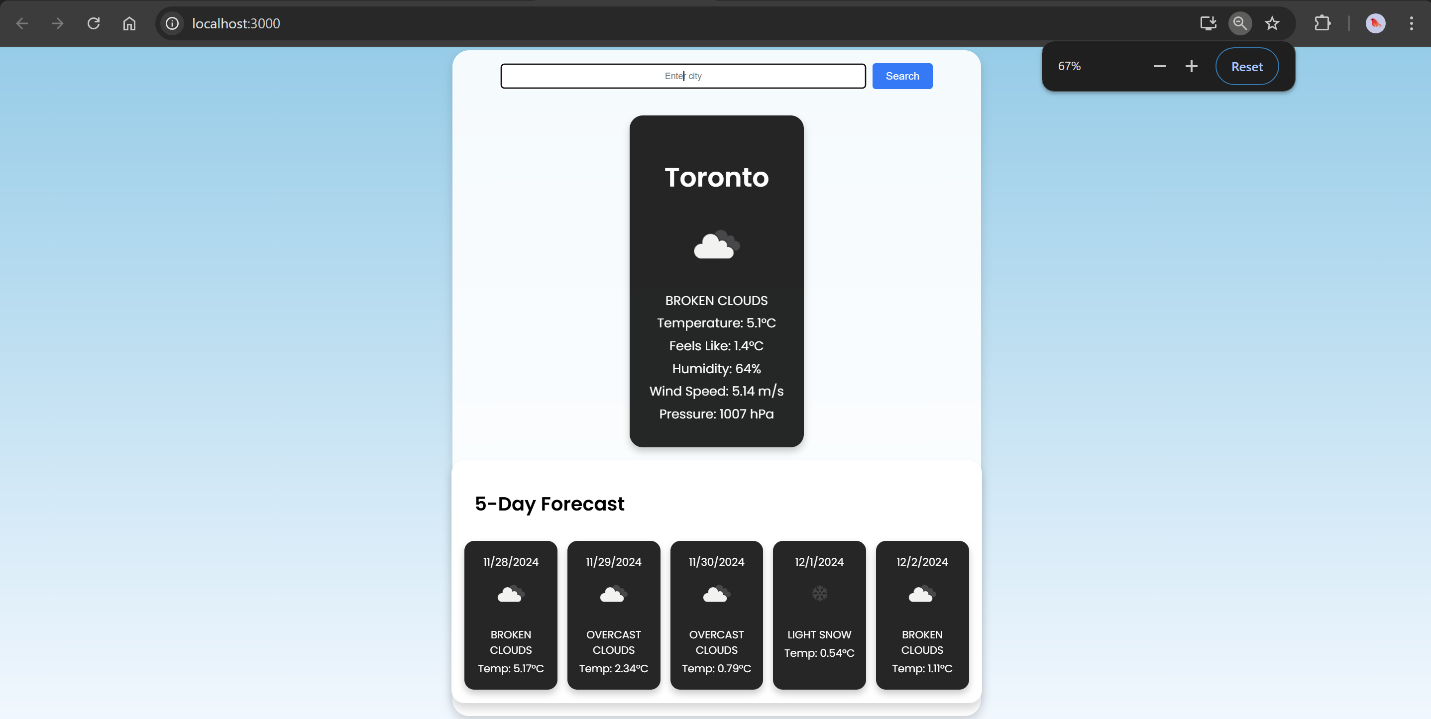 localhost:3000
67%
Reset
Enter city
Search
Toronto
BROKEN CLOUDS
Temperature: 5.1°C
Feels Like: 1.4°C
Humidity: 64%
Wind Speed: 5.14 m/s
Pressure: 1007 hPa
5-Day Forecast
11/28/2024
BROKEN
CLOUDS
Temp: 5.17°C
11/29/2024
OVERCAST
CLOUDS
Temp: 2.34°C
11/30/2024
OVERCAST
CLOUDS
Temp: 0.79°C
12/1/2024
LIGHT SNOW
Temp: 0.54°C
12/2/2024
BROKEN
CLOUDS
Temp: 1.11°C